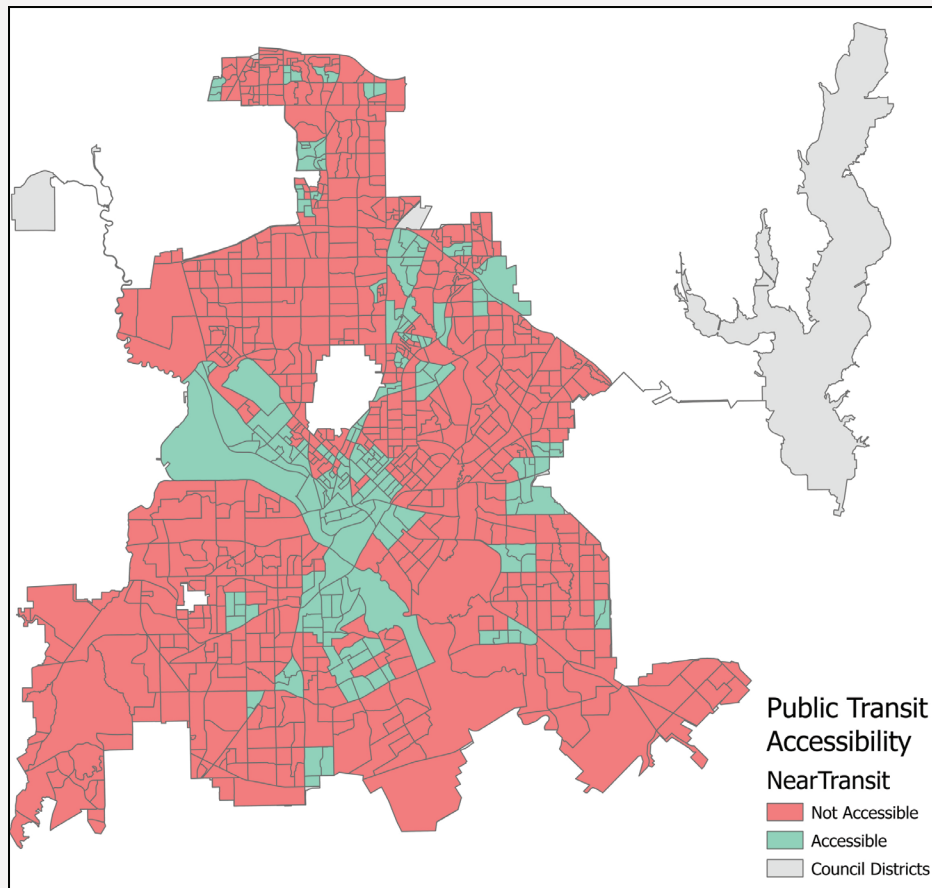 Public Transit
Accessibility
NearTransit
Not Accessible
Accessible
Council Districts